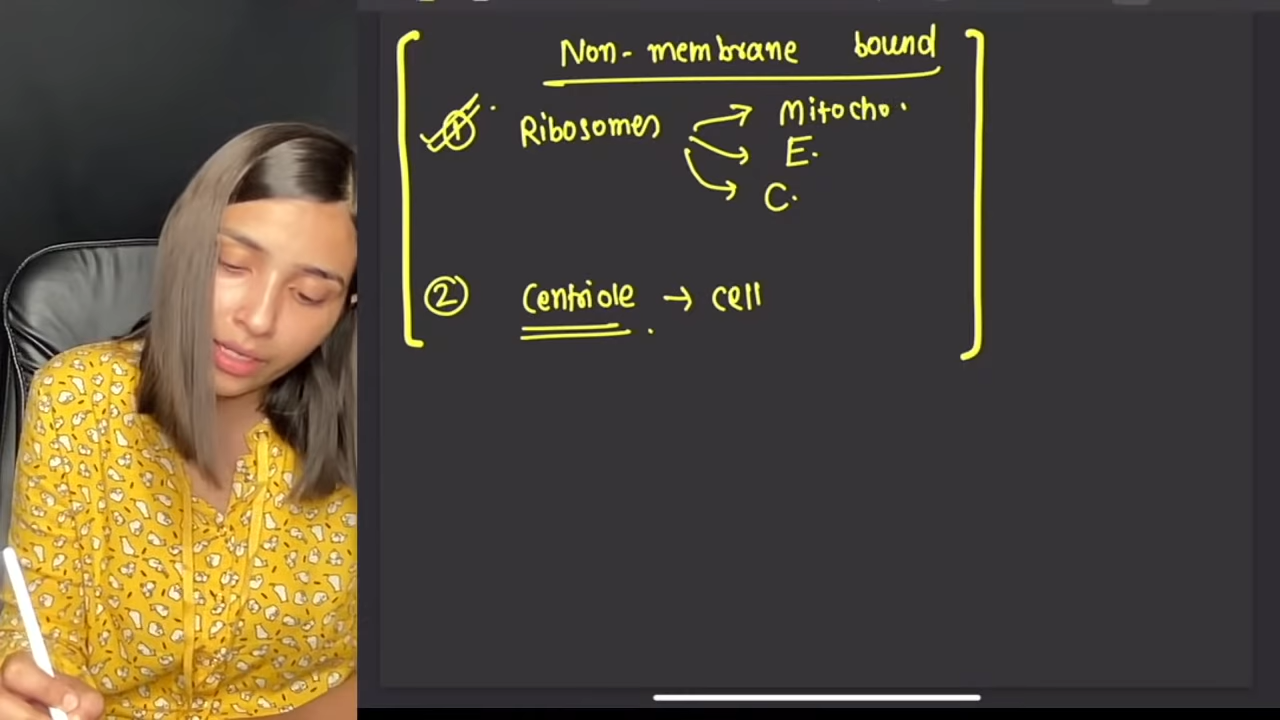 Non-membrane bound
① Ribosomes → Mitocho.
→ E.
→ C.
② Centriole → cell